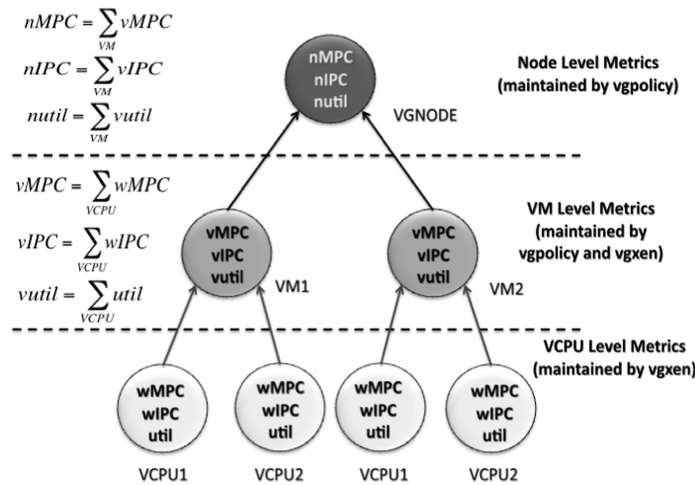 nMPC = ∑ vMPC
VM
nIPC = ∑ vIPC
VM
nutil = ∑ vutil
VM
nMPC
nIPC
nutil
VGNODE
Node Level Metrics
(maintained by vgpolicy)
vMPC = ∑ wMPC
VCPU
vIPC = ∑ wIPC
VCPU
vutil = ∑ util
VCPU
vMPC
vIPC
vutil
VM1
vMPC
vIPC
vutil
VM2
VM Level Metrics
(maintained by
vgpolicy and vgxen)
VCPU Level Metrics
(maintained by vgxen)
wMPC
wIPC
util
VCPU1
wMPC
wIPC
util
VCPU2
wMPC
wIPC
util
VCPU1
wMPC
wIPC
util
VCPU2